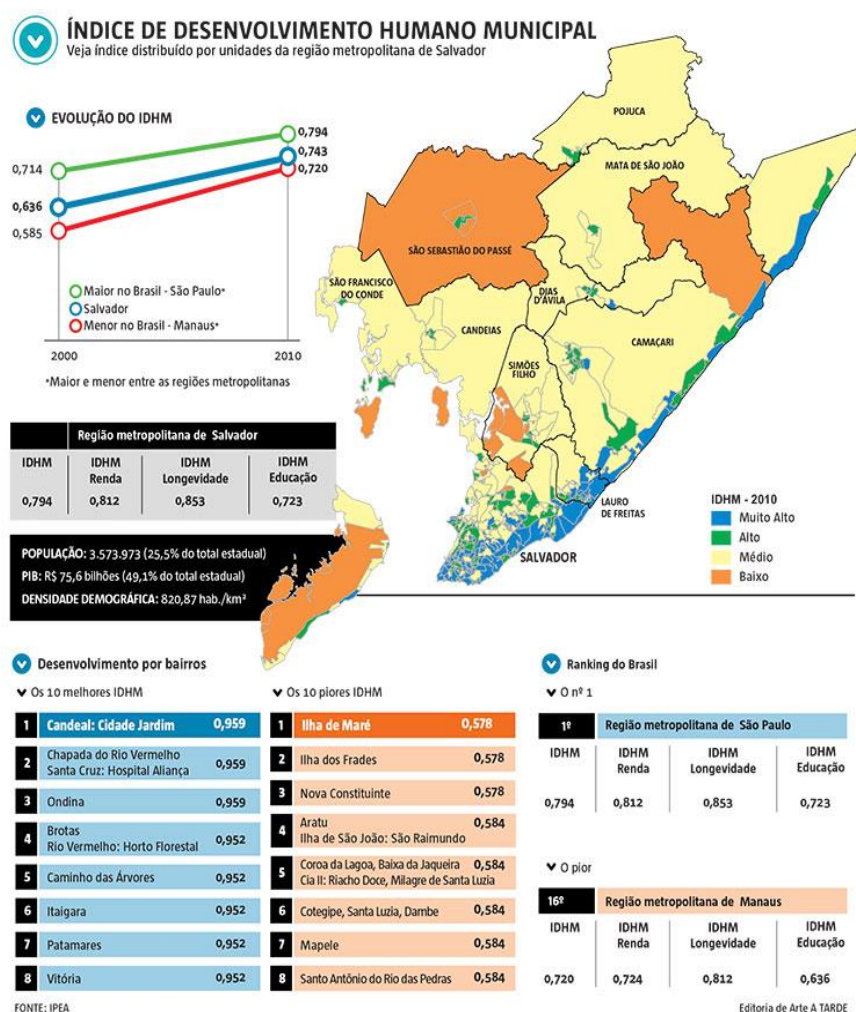 ÍNDICE DE DESENVOLVIMENTO HUMANO MUNICIPAL
Veja índice distribuído por unidades da região metropolitana de Salvador
EVOLUÇÃO DO IDHM
0,714
0,636
0,585
0,794
0,743
0,720
Maior no Brasil - São Paulo*
Salvador
Menor no Brasil - Manaus*
2000
2010
*Maior e menor entre as regiões metropolitanas
POJUCA
MATA DE SÃO JOÃO
SÃO SEBASTIÃO DO PASSÉ
SÃO FRANCISCO
DO CONDE
DIAS
D'ÁVILA
CANDEIAS
CAMAÇARI
SIMÕES
FILHO
LAURO
DE FREITAS
SALVADOR
IDHM - 2010
Muito Alto
Alto
Médio
Baixo
Região metropolitana de Salvador
IDHM
IDHM
Renda
IDHM
Longevidade
IDHM
Educação
0,794
0,812
0,853
0,723
POPULAÇÃO: 3.573.973 (25,5% do total estadual)
PIB: R$ 75,6 bilhões (49,1% do total estadual)
DENSIDADE DEMOGRÁFICA: 820,87 hab./km²
Desenvolvimento por bairros
Os 10 melhores IDHM
1 Candeal: Cidade Jardim 0,959
2 Chapada do Rio Vermelho
Santa Cruz: Hospital Aliança 0,959
3 Ondina 0,959
4 Brotas
Rio Vermelho: Horto Florestal 0,952
5 Caminho das Árvores 0,952
6 Itaigara 0,952
7 Patamares 0,952
8 Vitória 0,952
Os 10 piores IDHM
1 Ilha de Maré 0,578
2 Ilha dos Frades 0,578
3 Nova Constituinte 0,578
4 Aratu 0,584
Ilha de São João: São Raimundo
5 Coroa da Lagoa, Baixa da Jaqueira 0,584
Cia II: Riacho Doce, Milagre de Santa Luzia
6 Cotegipe, Santa Luzia, Dambe 0,584
7 Mapele 0,584
8 Santo Antônio do Rio das Pedras 0,584
Ranking do Brasil
O nº 1
1º Região metropolitana de São Paulo
IDHM
IDHM
Renda
IDHM
Longevidade
IDHM
Educação
0,794
0,812
0,853
0,723
O pior
16º Região metropolitana de Manaus
IDHM
IDHM
Renda
IDHM
Longevidade
IDHM
Educação
0,720
0,724
0,812
0,636
FONTE: IPEA
Editoria de Arte A TARDE